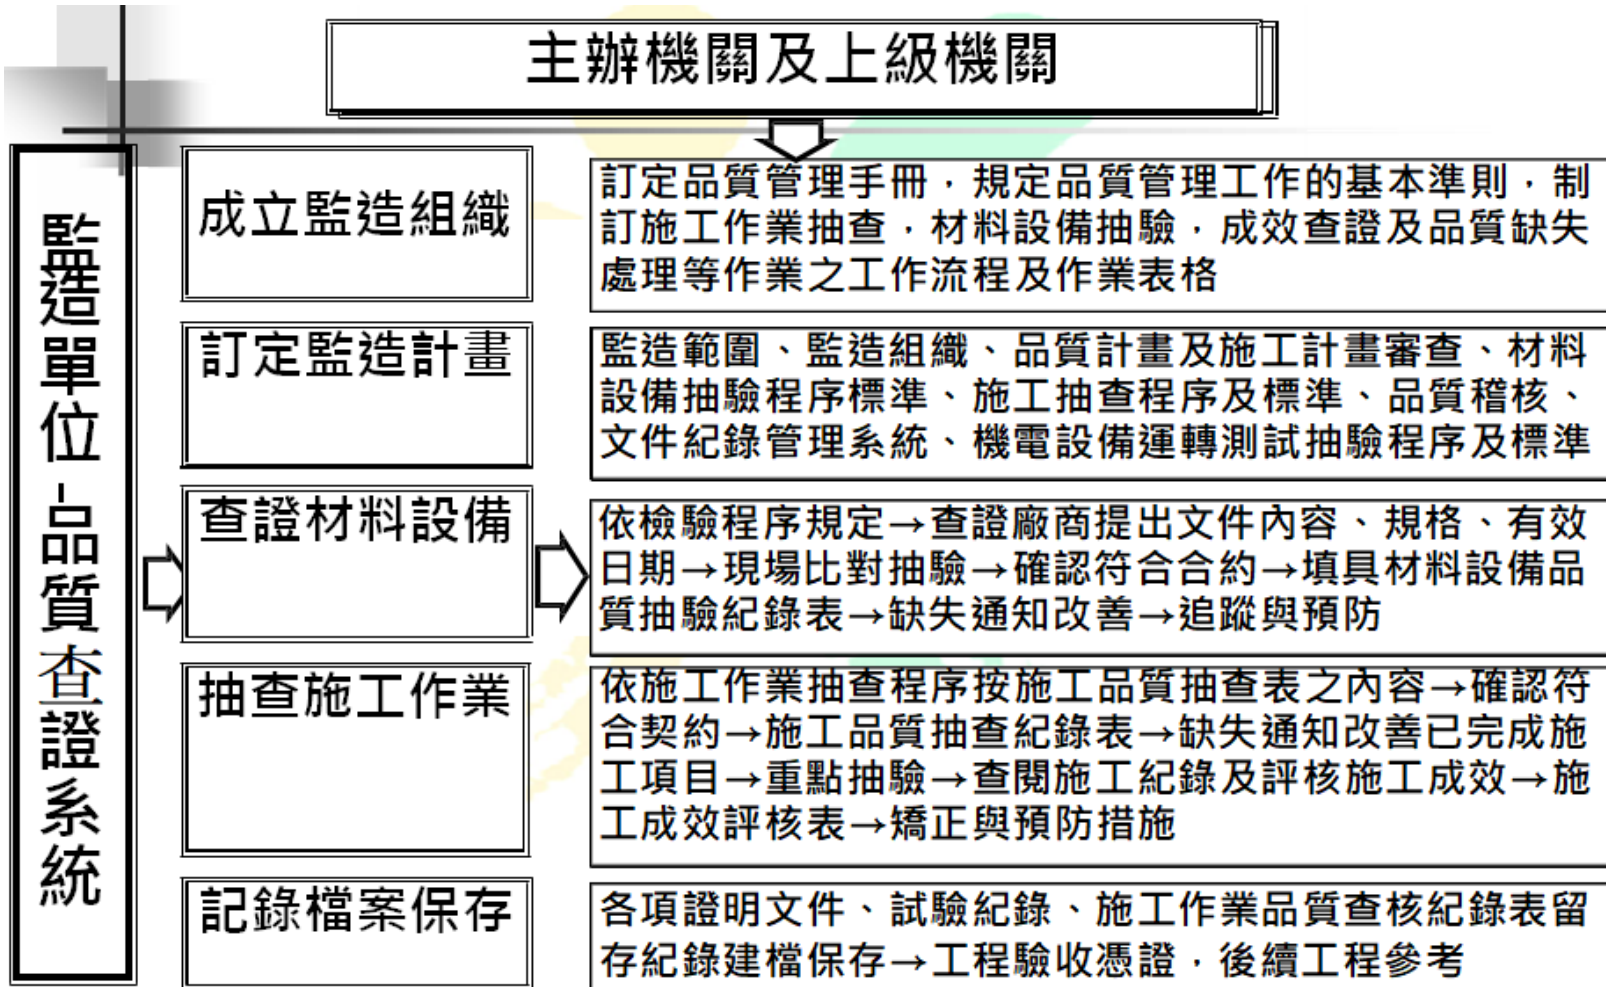 主辦機關及上級機關
監造單位-品質查證系統
成立監造組織
訂定品質管理手冊，規定品質管理工作的基本準則，制
訂施工作業抽查，材料設備抽驗，成效查證及品質缺失
處理等作業之工作流程及作業表格
訂定監造計畫
監造範圍、監造組織、品質計畫及施工計畫審查、材料
設備抽驗程序標準、施工抽查程序及標準、品質稽核、
文件紀錄管理系統、機電設備運轉測試抽驗程序及標準
查證材料設備
依檢驗程序規定→查證廠商提出文件內容、規格、有效
日期→現場比對抽驗→確認符合合約→填具材料設備品
質抽驗紀錄表→缺失通知改善→追蹤與預防
抽查施工作業
依施工作業抽查程序按施工品質抽查表之內容→確認符
合契約→施工品質抽查紀錄表→缺失通知改善已完成施
工項目→重點抽驗→查閱施工紀錄及評核施工成效→施
工成效評核表→矯正與預防措施
記錄檔案保存
各項證明文件、試驗紀錄、施工作業品質查核紀錄表留
存紀錄建檔保存→工程驗收憑證，後續工程參考